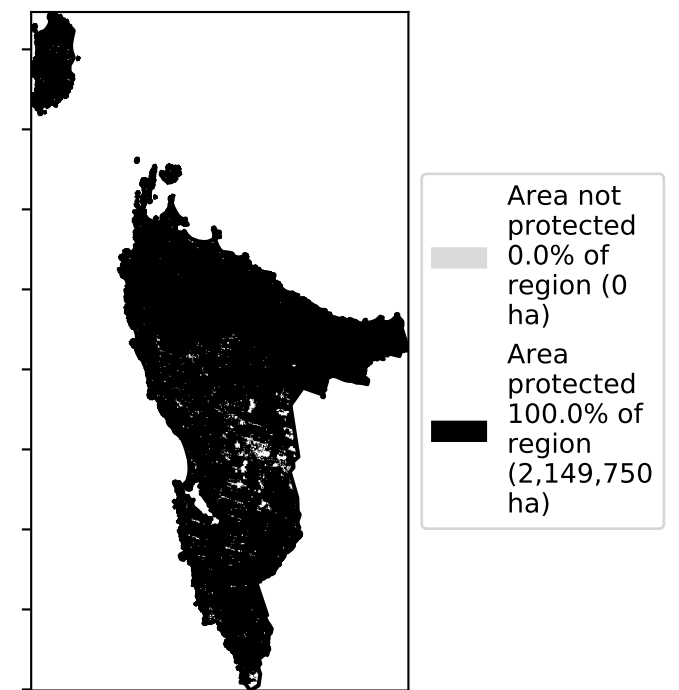 Area not
protected
0.0% of
region (0
ha)
Area
protected
100.0% of
region
(2,149,750
ha)